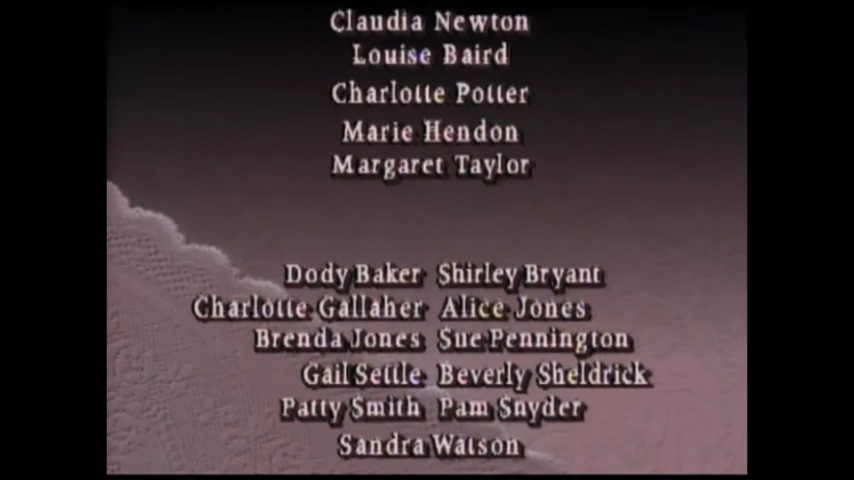 Claudia Newton
Louise Baird
Charlotte Potter
Marie Hendon
Margaret Taylor
Dody Baker Shirley Bryant
Charlotte Gallaher Alice Jones
Brenda Jones Sue Pennington
Gail Settle Beverly Sheldrick
Patty Smith Pam Snyder
Sandra Watson